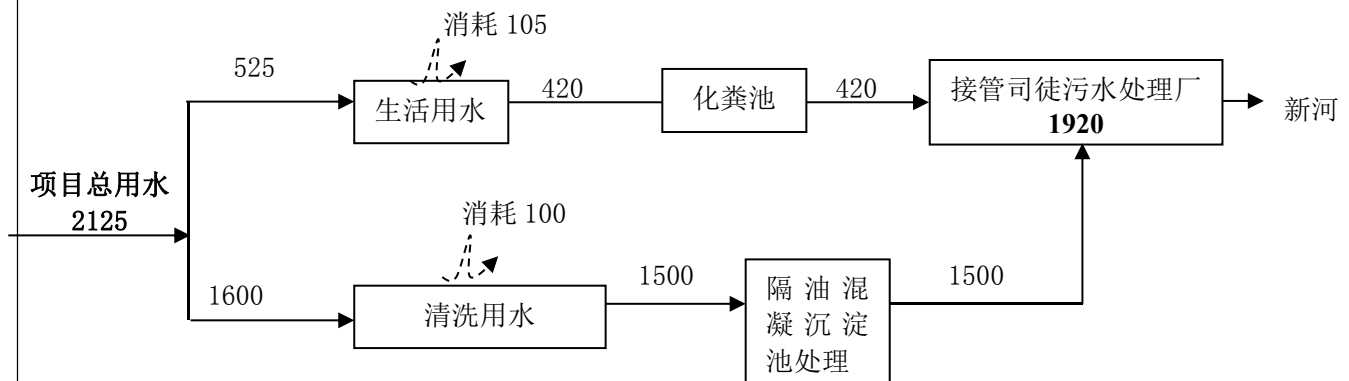 消耗 105
525
生活用水
420
化粪池
420
接管司徒污水处理厂
1920
新河
项目总用水
2125
消耗 100
1600
清洗用水
1500
隔油混
凝沉淀
池处理
1500